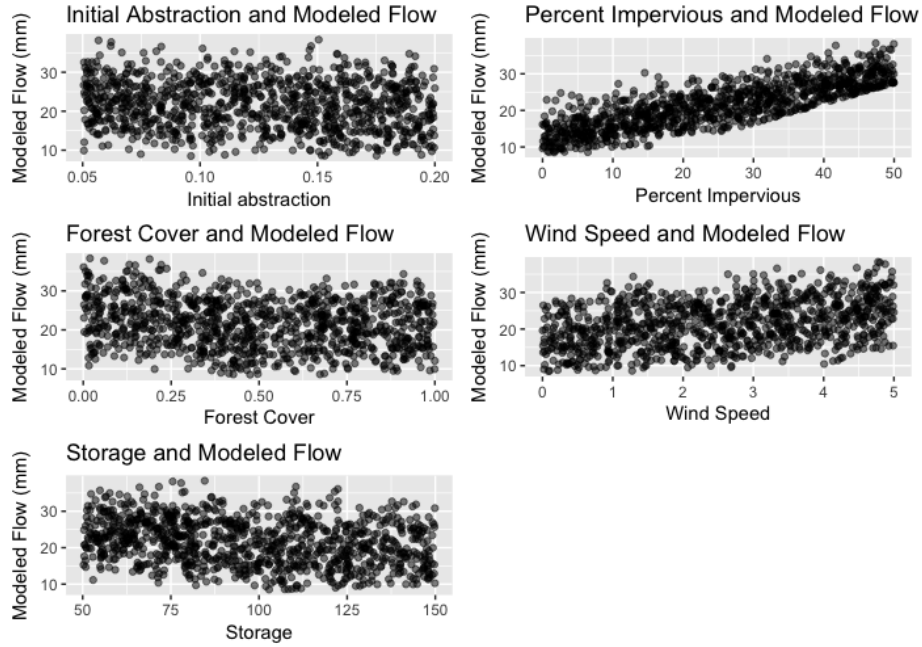 Initial Abstraction and Modeled Flow
Modeled Flow (mm)
30
20
10
0.05
0.10
0.15
0.20
Initial abstraction
Percent Impervious and Modeled Flow
Modeled Flow (mm)
30
20
10
0
10
20
30
40
50
Percent Impervious
Forest Cover and Modeled Flow
Modeled Flow (mm)
30
20
10
0.00
0.25
0.50
0.75
1.00
Forest Cover
Wind Speed and Modeled Flow
Modeled Flow (mm)
30
20
10
0
1
2
3
4
5
Wind Speed
Storage and Modeled Flow
Modeled Flow (mm)
30
20
10
50
75
100
125
150
Storage